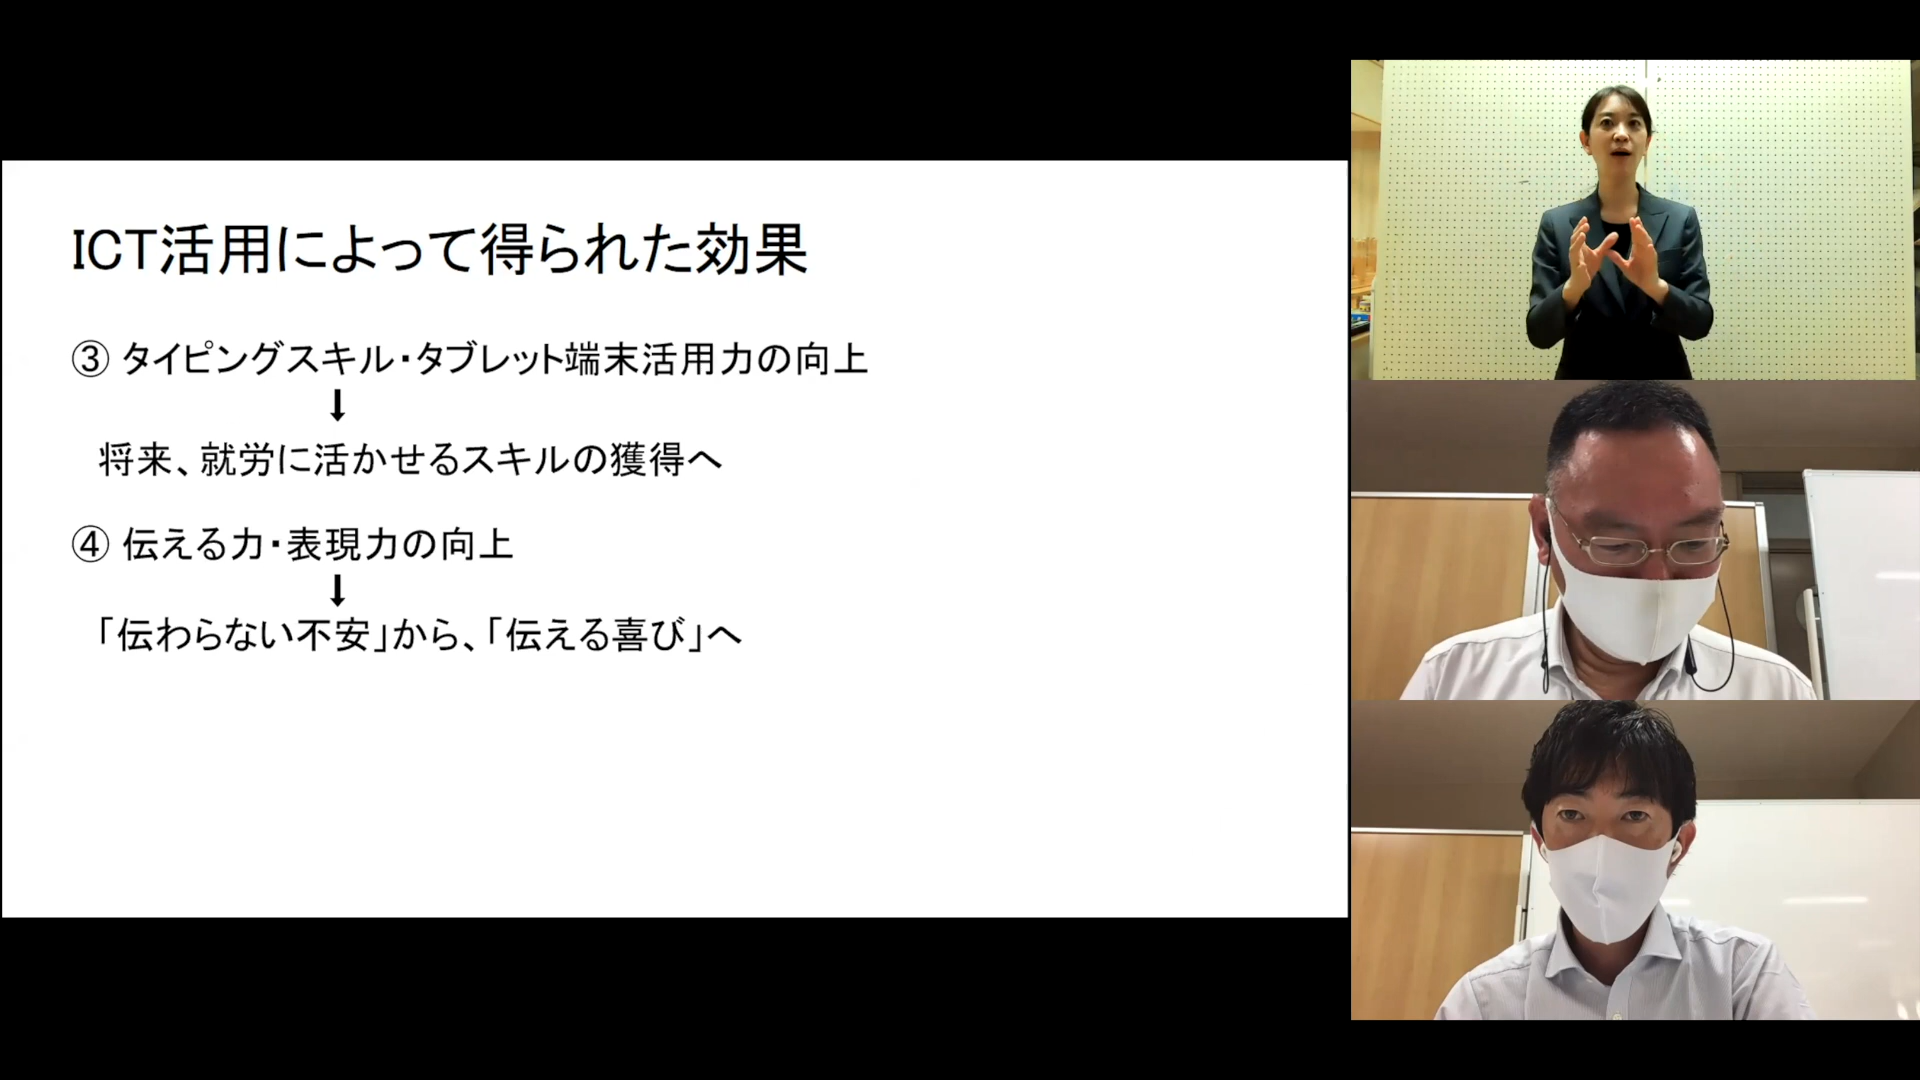 ICT活用によって得られた効果
③ タイピングスキル・タブレット端末活用力の向上
↓
将来、就労に活かせるスキルの獲得へ
④ 伝える力・表現力の向上
↓
「伝わらない不安」から、「伝える喜び」へ